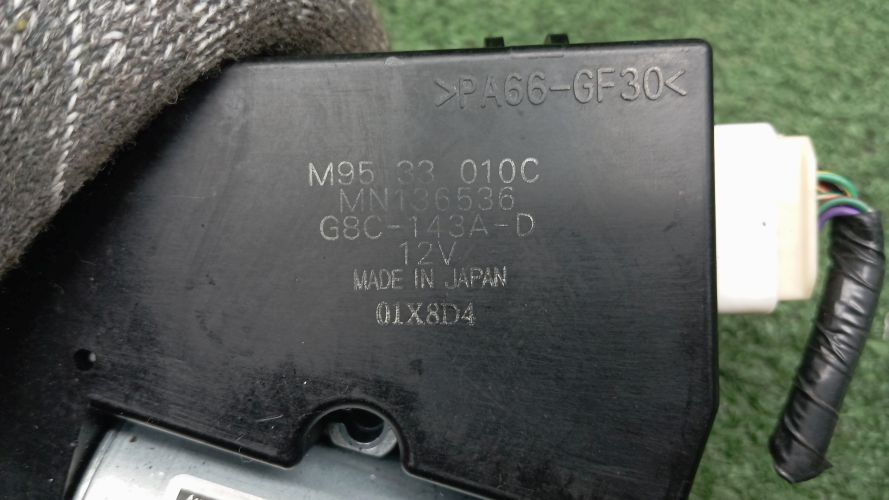 >PA66-GF30<
M95 33 010C
MN136536
G8C-143A-D
12V
MADE IN JAPAN
01X8D4